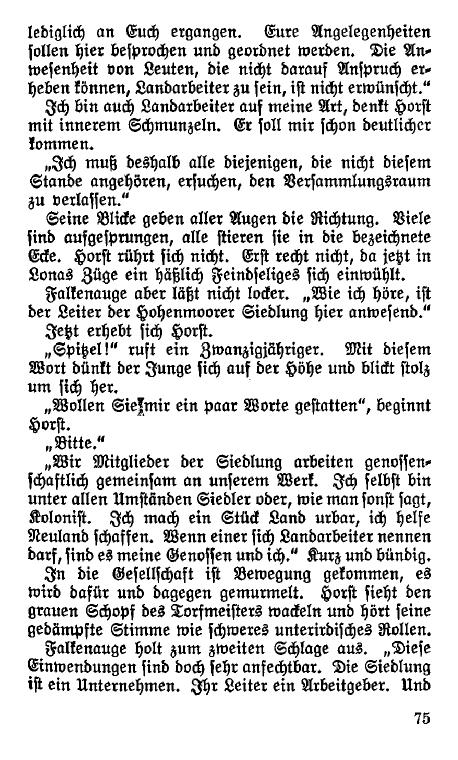 lediglich an Euch ergangen. Eure Angelegenheiten
sollen hier besprochen und geordnet werden. Die An-
wesenheit von Leuten, die nicht darauf Anspruch er-
heben können, Landarbeiter zu sein, ist nicht erwünscht.“
Ich bin auch Landarbeiter auf meine Art, denkt Horst
mit innerem Schmunzeln. Er soll mir schon deutlicher
kommen.
„Ich muß deshalb alle diejenigen, die nicht diesem
Stande angehören, ersuchen, den Versammlungsraum
zu verlassen.“
Seine Blicke geben aller Augen die Richtung. Viele
sind aufgesprungen, alle stieren sie in die bezeichnete
Ecke. Horst rührt sich nicht. Erst recht nicht, da jetzt in
Lonas Züge ein häßlich Feindseliges sich einwühlt.
Falkenauge aber läßt nicht locker. „Wie ich höre, ist
der Leiter der Hohenmoorer Siedlung hier anwesend.“
Jetzt erhebt sich Horst.
„Spitzel!“ ruft ein Zwanzigjähriger. Mit diesem
Wort dünkt der Junge sich auf der Höhe und blickt stolz
um sich her.
„Wollen Sie mir ein paar Worte gestatten“, beginnt
Horst.
„Bitte.“
„Wir Mitglieder der Siedlung arbeiten genossen-
schaftlich gemeinsam an unserem Werk. Ich selbst bin
unter allen Umständen Siedler oder, wie man sonst sagt,
Kolonist. Ich mach ein Stück Land urbar, ich helfe
Neuland schaffen. Wenn einer sich Landarbeiter nennen
darf, sind es meine Genossen und ich.“ Kurz und bündig.
In die Gesellschaft ist Bewegung gekommen, es
wird dafür und dagegen gemurmelt. Horst sieht den
grauen Schopf des Torfmeisters wackeln und hört seine
gedämpfte Stimme wie schweres unterirdisches Rollen.
Falkenauge holt zum zweiten Schlage aus. „Diese
Einwendungen sind doch sehr anfechtbar. Die Siedlung
ist ein Unternehmen. Ihr Leiter ein Arbeitgeber. Und
75